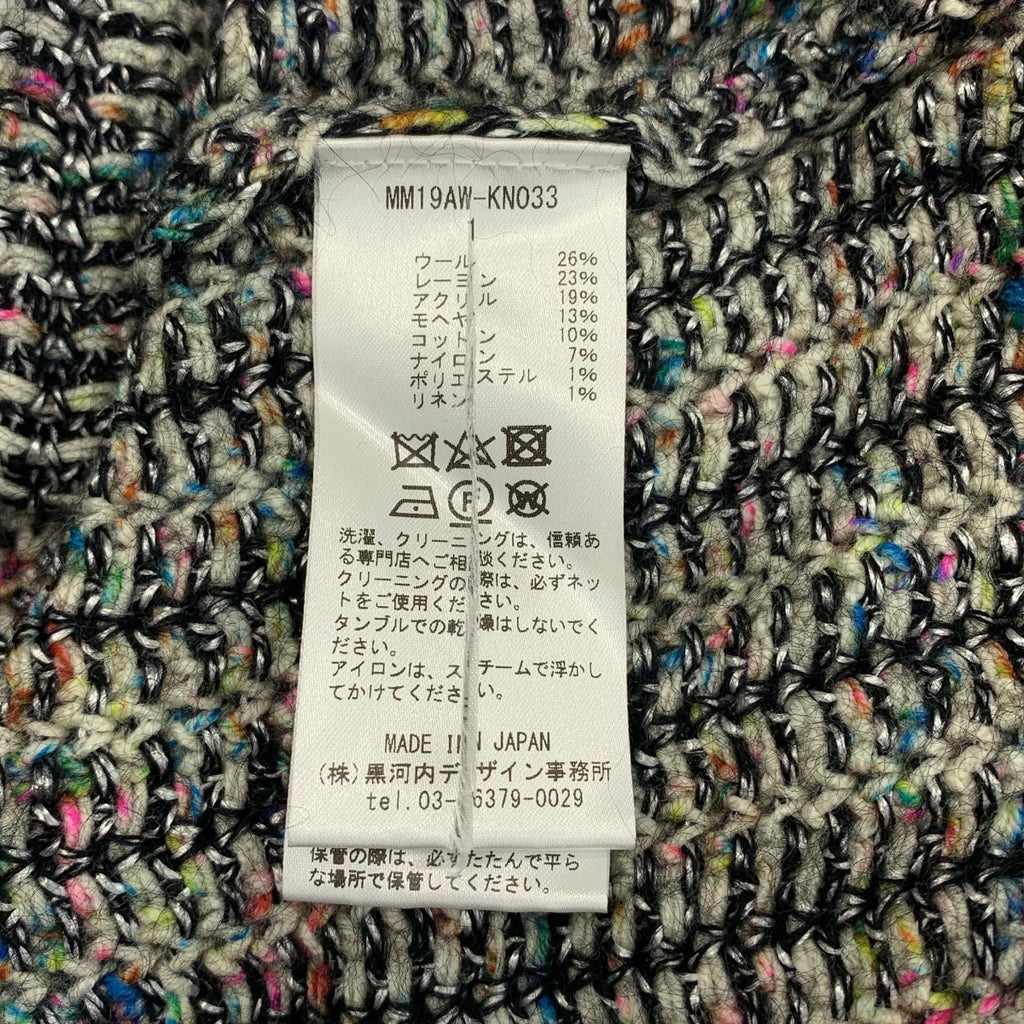 MM19AW-KN033
1
ウール 26%
レーヨン 23%
アクリル 19%
モヘヤ 13%
コットン 10%
ナイロン 7%
ポリエステル 1%
リネン 1%
P
W
洗濯、クリーニングは、信頼あ
る専門店へご相談ください。
クリーニングの際は、必ずネッ
トをご使用ください。
タンブルでの乾燥はしないでく
ださい。
アイロンは、スチームで浮かし
てかけてください。
MADE IN JAPAN
(株)黒河内デザイン事務所
tel.03-6379-0029
保管の際は、必ずたたんで平ら
な場所で保管してください。